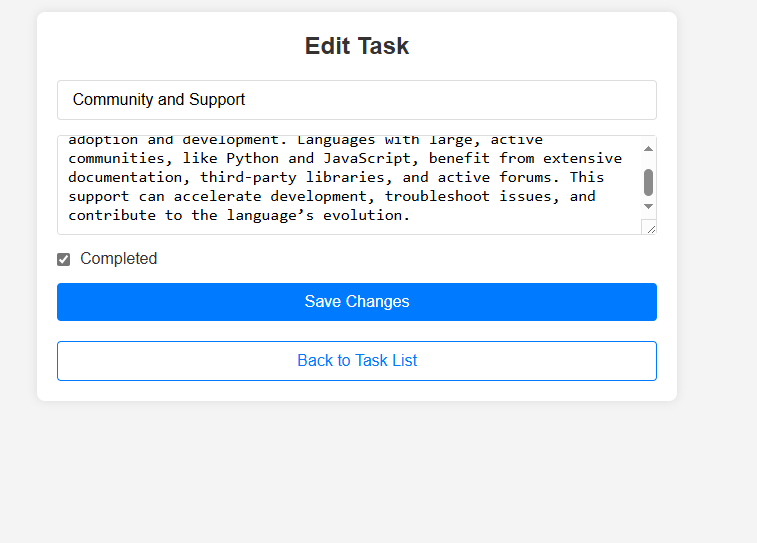 Edit Task
Community and Support
adoption and development. Languages with large, active
communities, like Python and JavaScript, benefit from extensive
documentation, third-party libraries, and active forums. This
support can accelerate development, troubleshoot issues, and
contribute to the language’s evolution.
Completed
Save Changes
Back to Task List